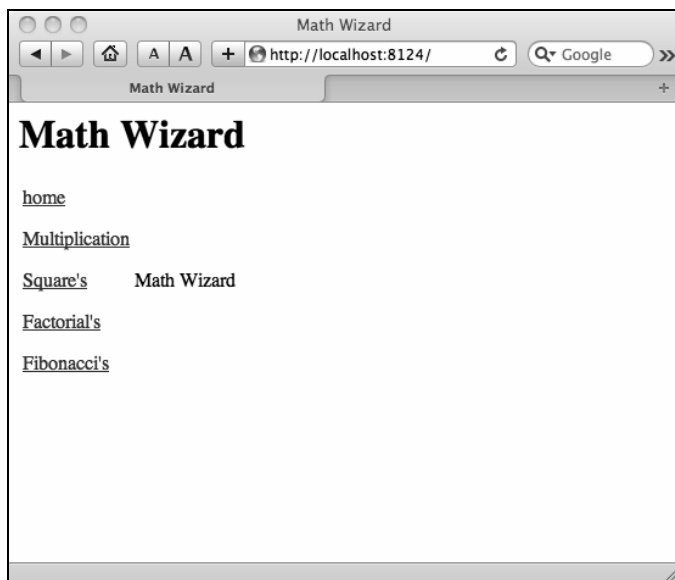 Math Wizard
A A + http://localhost:8124/ Google »
Math Wizard +
Math Wizard
home
Multiplication
Square's Math Wizard
Factorial's
Fibonacci's